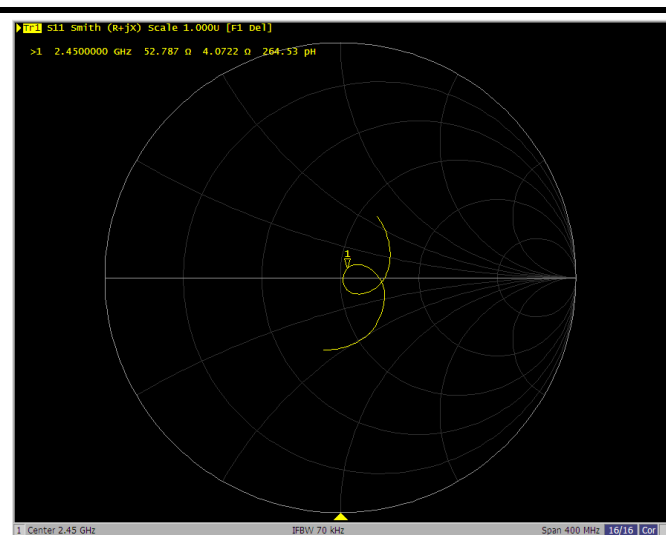 Tr1 S11 Smith (R+jX) Scale 1.000U [F1 Del]
>1 2.4500000 GHz 52.787 Ω 4.0722 Ω 264.53 pH
1
1 Center 2.45 GHz IFBW 70 kHz Span 400 MHz 16/16 Cor